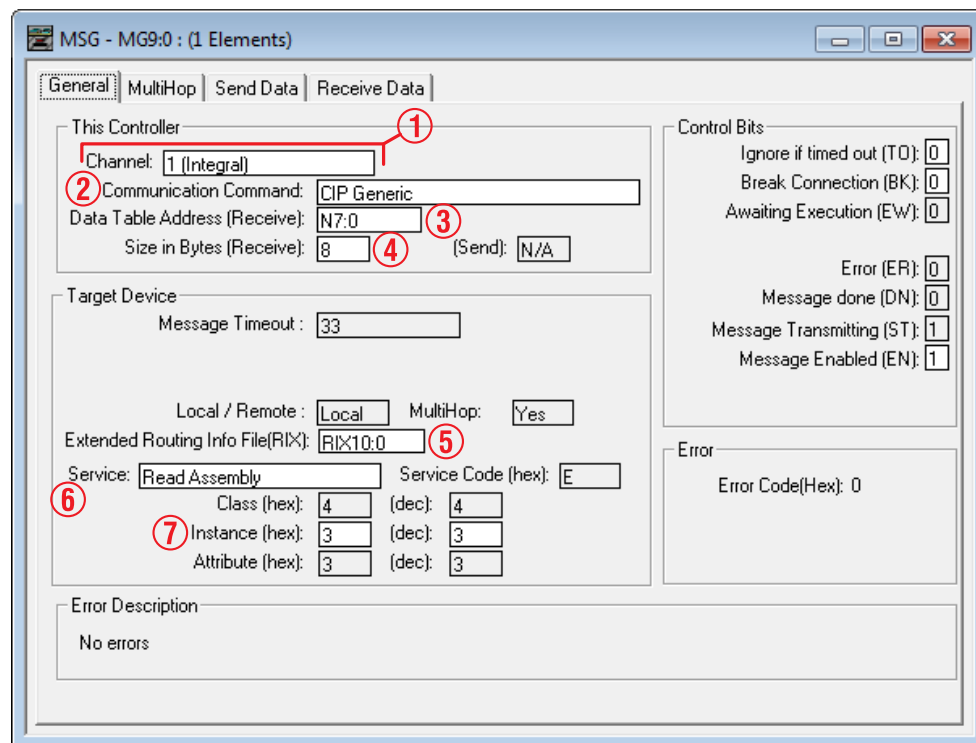 MSG - MG9:0 : (1 Elements)
General MultiHop Send Data Receive Data
This Controller
①
Channel: 1 (Integral)
② Communication Command: CIP Generic
Data Table Address (Receive): N7:0 ③
Size in Bytes (Receive): 8 ④ (Send): N/A
Target Device
Message Timeout : 33
Local / Remote : Local MultiHop: Yes
Extended Routing Info File(RIX): RIX10:0 ⑤
Service: Read Assembly Service Code (hex): E
⑥
Class (hex): 4 (dec): 4
⑦ Instance (hex): 3 (dec): 3
Attribute (hex): 3 (dec): 3
Control Bits
Ignore if timed out (TO): 0
Break Connection (BK): 0
Awaiting Execution (EW): 0
Error (ER): 0
Message done (DN): 0
Message Transmitting (ST): 1
Message Enabled (EN): 1
Error
Error Code(Hex): 0
Error Description
No errors